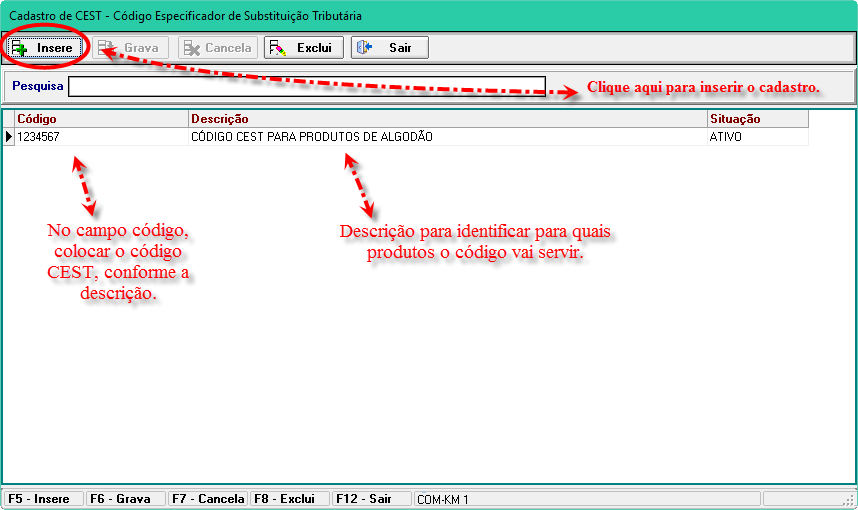 Cadastro de CEST - Código Especificador de Substituição Tributária
Insere Grava Cancela Exclui Sair
Pesquisa
Clique aqui para inserir o cadastro.
Código Descrição Situação
1234567 CÓDIGO CEST PARA PRODUTOS DE ALGODÃO ATIVO
No campo código,
colocar o código
CEST, conforme a
descrição.
Descrição para identificar para quais
produtos o código vai servir.
F5 - Insere F6 - Grava F7 - Cancela F8 - Exclui F12 - Sair COM-KM 1